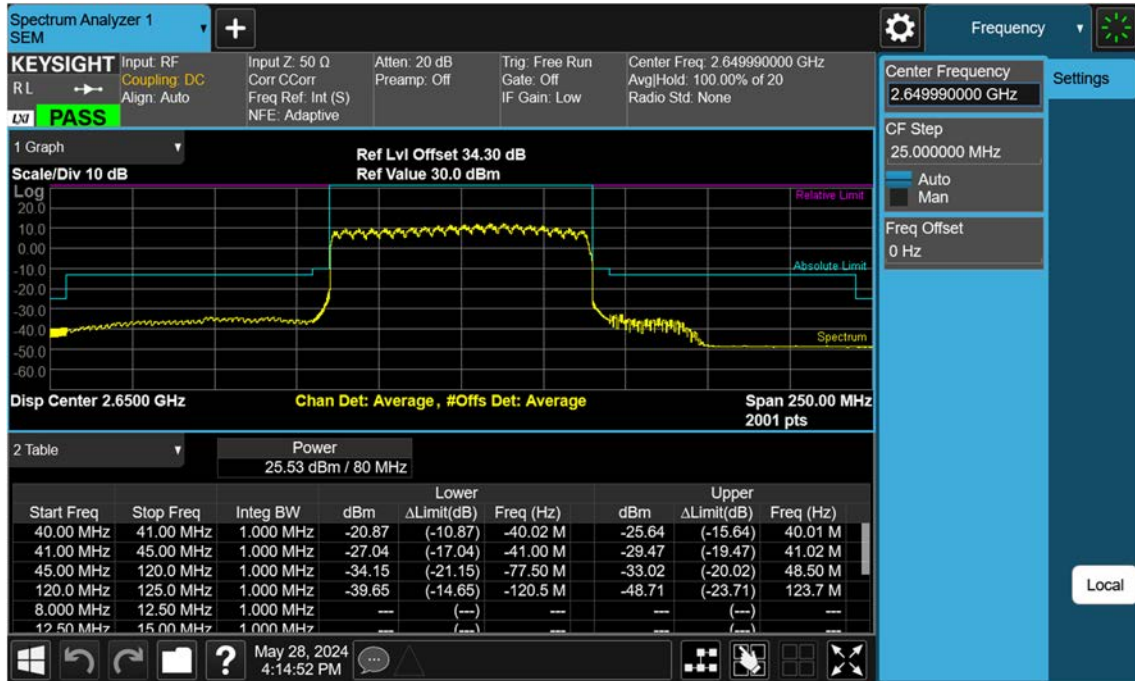 Spectrum Analyzer 1
SEM
Frequency
KEYSIGHT
R L
LXI PASS
Input: RF
Coupling: DC
Align: Auto
Input Z: 50 Ω
Corr CCorr
Freq Ref: Int (S)
NFE: Adaptive
Atten: 20 dB
Preamp: Off
Trig: Free Run
Gate: Off
IF Gain: Low
Center Freq: 2.649990000 GHz
Avg|Hold: 100.00% of 20
Radio Std: None
Center Frequency
2.649990000 GHz
Settings
CF Step
25.000000 MHz
Auto
Man
Freq Offset
0 Hz
1 Graph
Ref Lvl Offset 34.30 dB
Scale/Div 10 dB
Ref Value 30.0 dBm
Log
Relative Limit
20.0
10.0
0.00
-10.0
Absolute Limit
-20.0
-30.0
-40.0
Spectrum
-50.0
-60.0
Disp Center 2.6500 GHz
Chan Det: Average, #Offs Det: Average
Span 250.00 MHz
2001 pts
2 Table
Power
25.53 dBm / 80 MHz
Lower Upper
Start Freq Stop Freq Integ BW dBm ΔLimit(dB) Freq (Hz) dBm ΔLimit(dB) Freq (Hz)
40.00 MHz 41.00 MHz 1.000 MHz -20.87 (-10.87) -40.02 M -25.64 (-15.64) 40.01 M
41.00 MHz 45.00 MHz 1.000 MHz -27.04 (-17.04) -41.00 M -29.47 (-19.47) 41.02 M
45.00 MHz 120.0 MHz 1.000 MHz -34.15 (-21.15) -77.50 M -33.02 (-20.02) 48.50 M
120.0 MHz 125.0 MHz 1.000 MHz -39.65 (-14.65) -120.5 M -48.71 (-23.71) 123.7 M
8.000 MHz 12.50 MHz 1.000 MHz --- (---) --- --- (---) ---
12.50 MHz 15.00 MHz 1.000 MHz --- (---) --- --- (---) ---
Local
May 28, 2024
4:14:52 PM